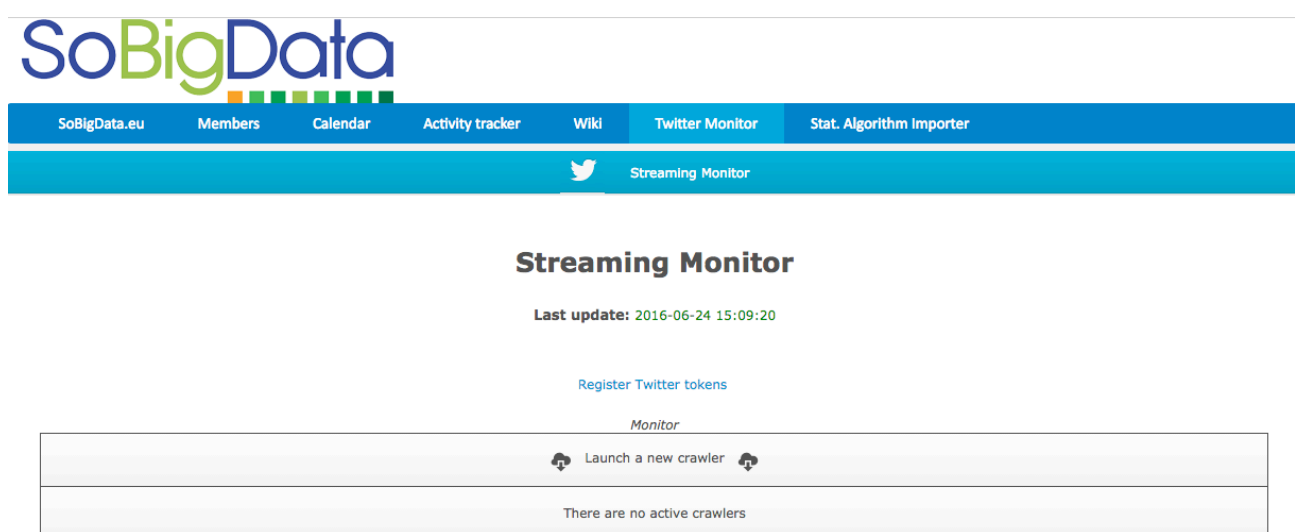 SoBigData
SoBigData.eu Members Calendar Activity tracker Wiki Twitter Monitor Stat. Algorithm Importer
Streaming Monitor
Streaming Monitor
Last update: 2016-06-24 15:09:20
Register Twitter tokens
Monitor
Launch a new crawler
There are no active crawlers